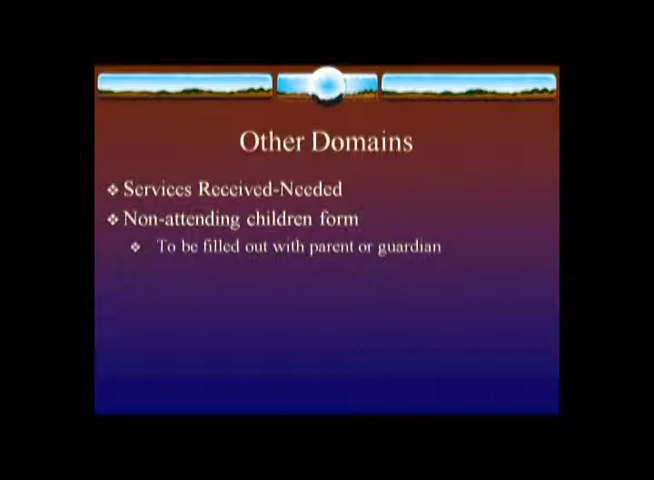 Other Domains
Services Received-Needed
Non-attending children form
To be filled out with parent or guardian